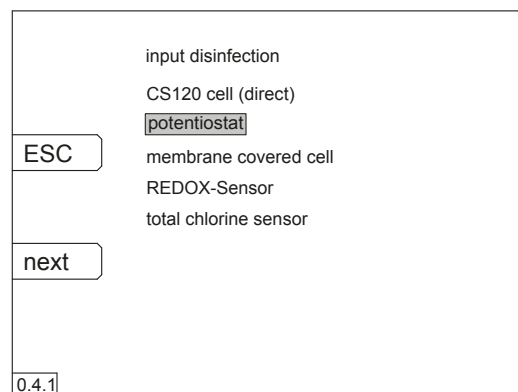 input disinfection
CS120 cell (direct)
potentiostat
ESC
membrane covered cell
REDOX-Sensor
total chlorine sensor
next
0.4.1